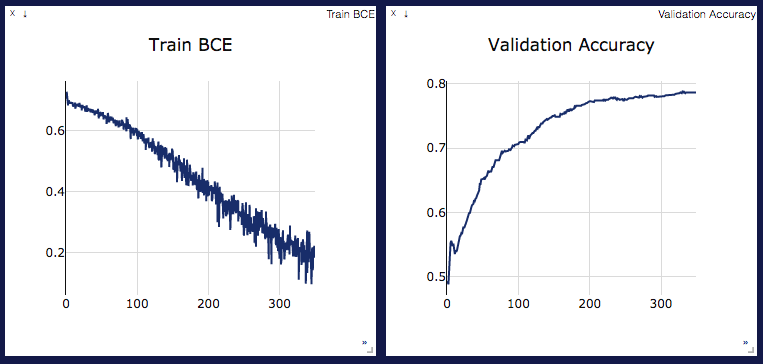 X ↓ Train BCE
Train BCE
0.6
0.4
0.2
0 100 200 300
»
X ↓ Validation Accuracy
Validation Accuracy
0.8
0.7
0.6
0.5
0 100 200 300
»